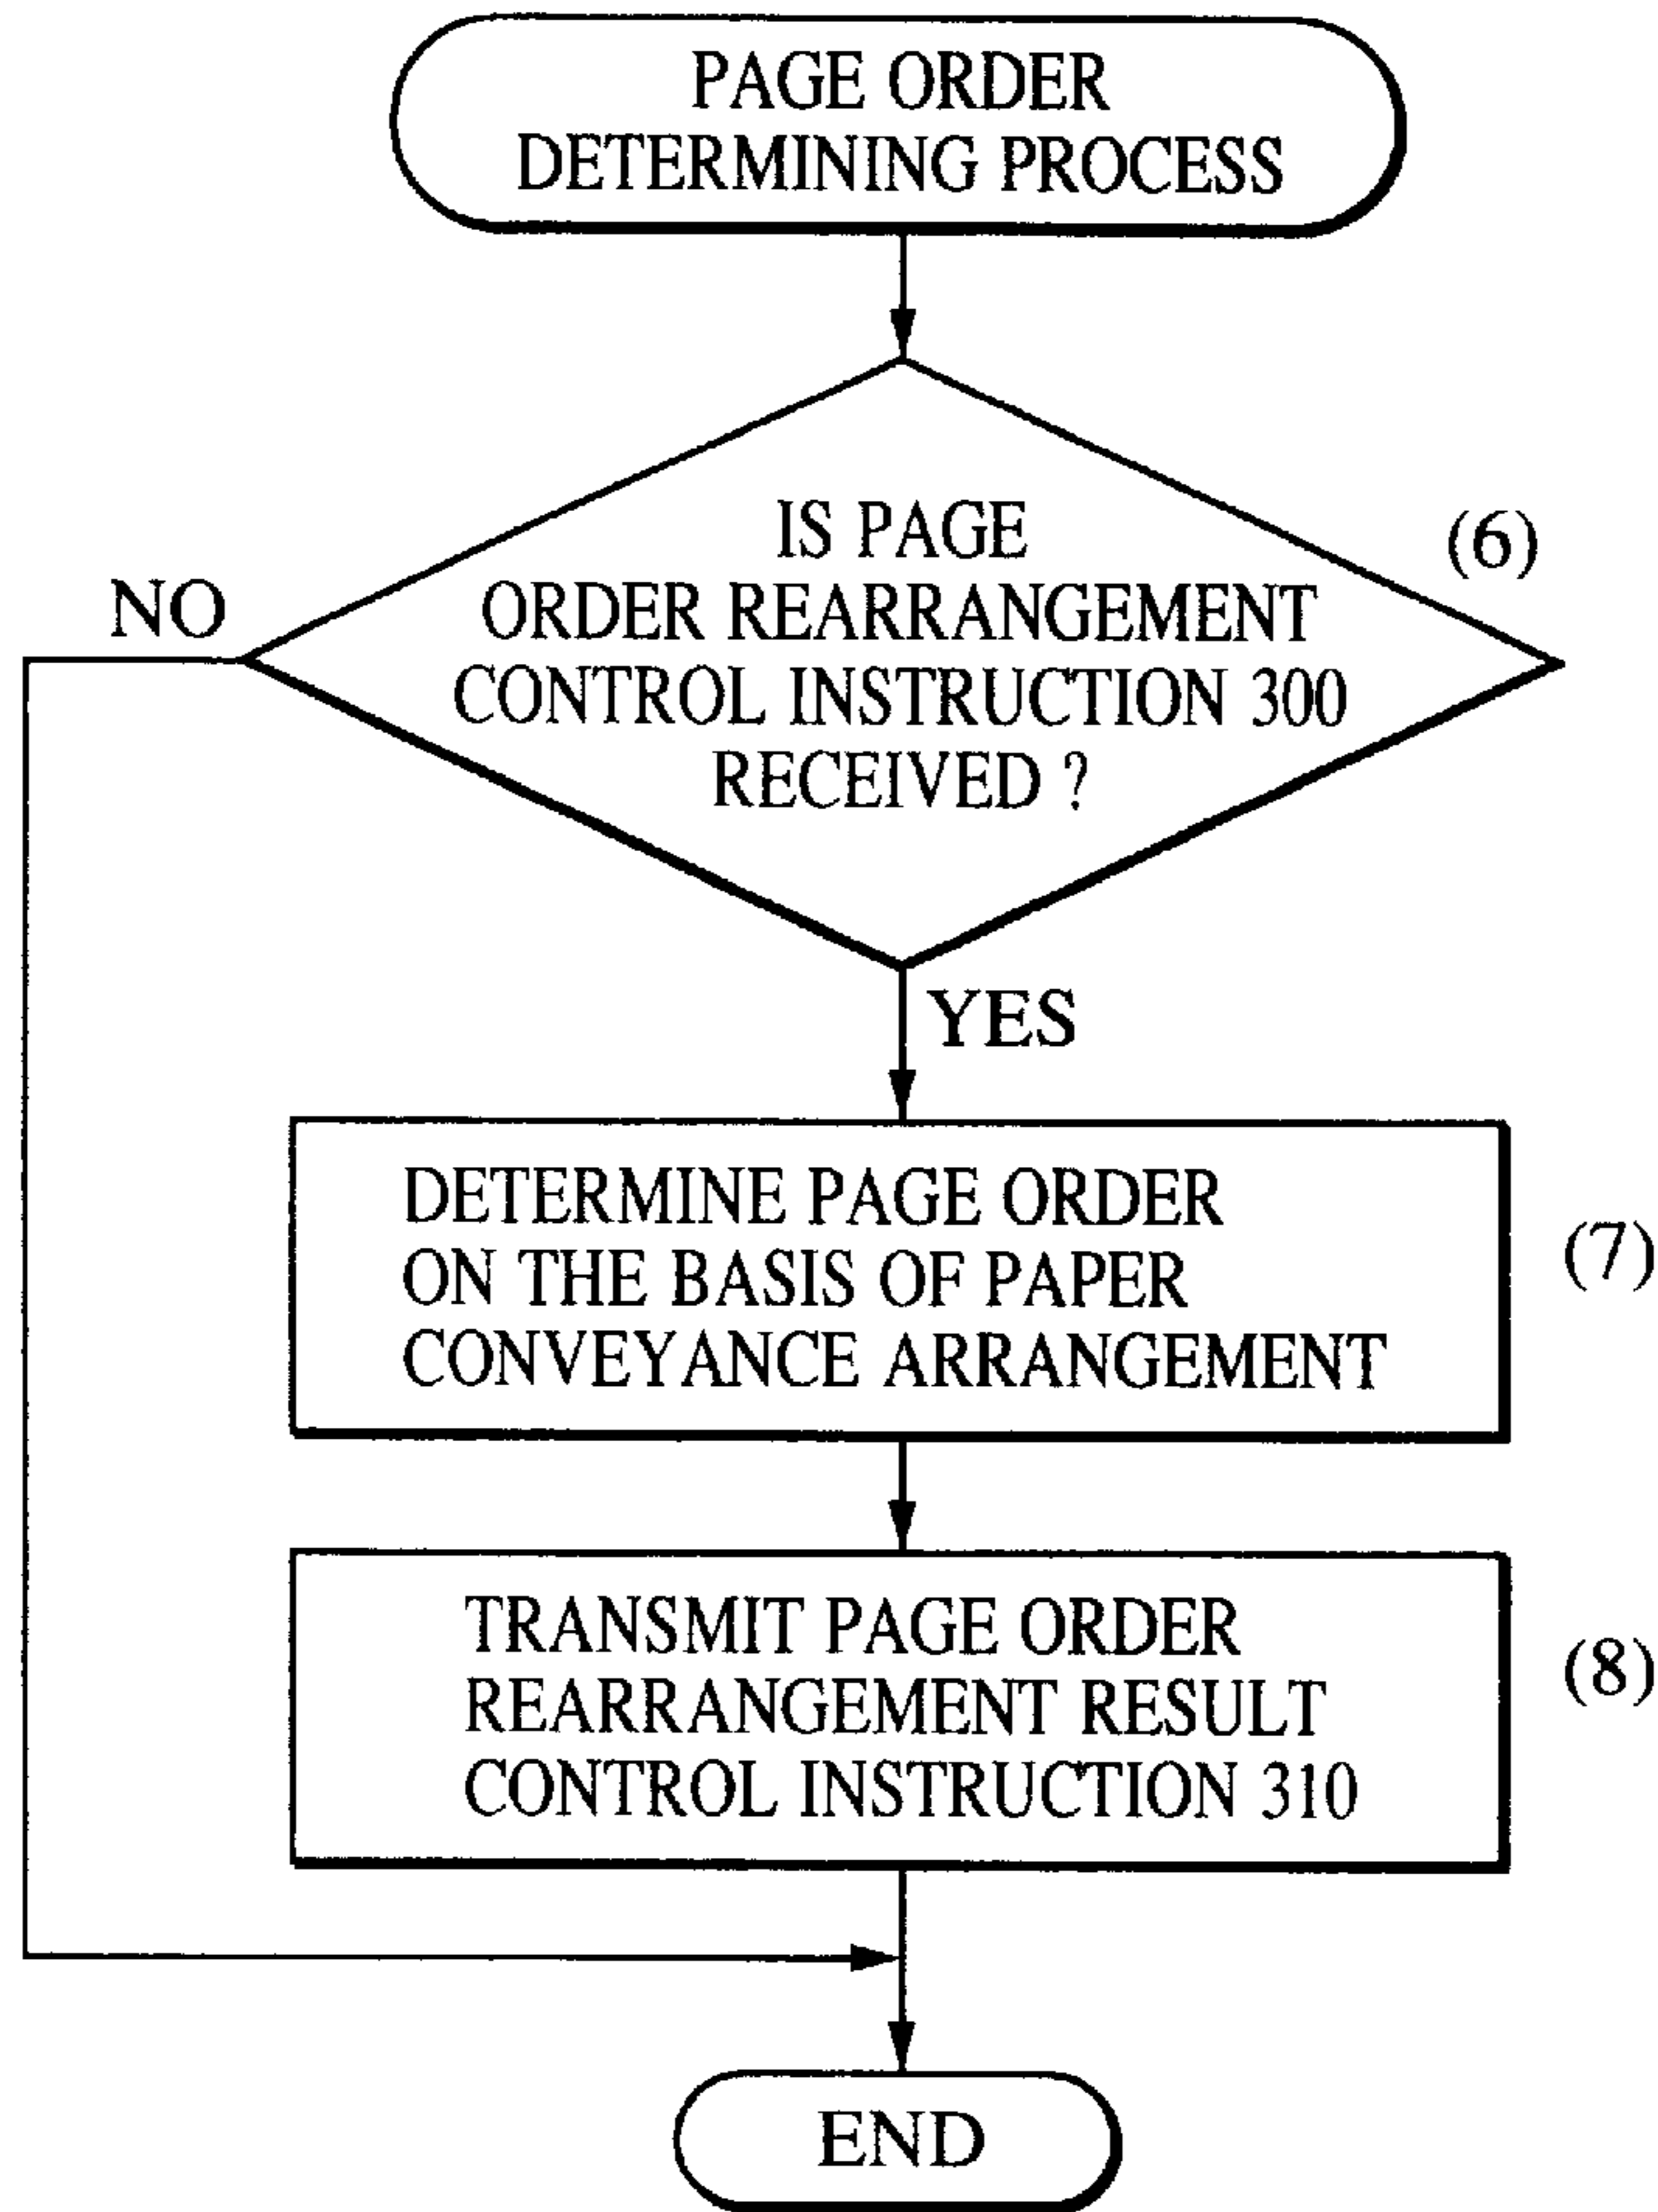 PAGE ORDER
DETERMINING PROCESS
IS PAGE
ORDER REARRANGEMENT
CONTROL INSTRUCTION 300
RECEIVED ?
(6)
NO
YES
DETERMINE PAGE ORDER
ON THE BASIS OF PAPER
CONVEYANCE ARRANGEMENT
(7)
TRANSMIT PAGE ORDER
REARRANGEMENT RESULT
CONTROL INSTRUCTION 310
(8)
END